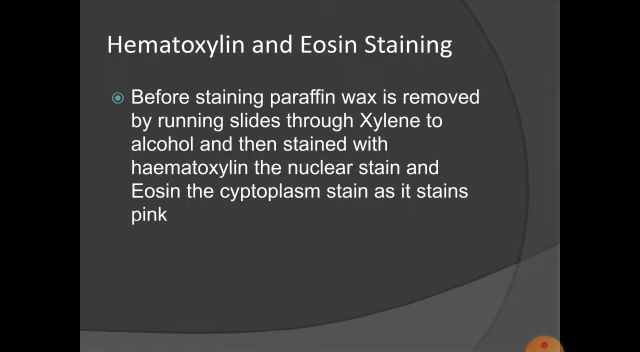 Hematoxylin and Eosin Staining
Before staining paraffin wax is removed
by running slides through Xylene to
alcohol and then stained with
haematoxylin the nuclear stain and
Eosin the cyptoplasm stain as it stains
pink